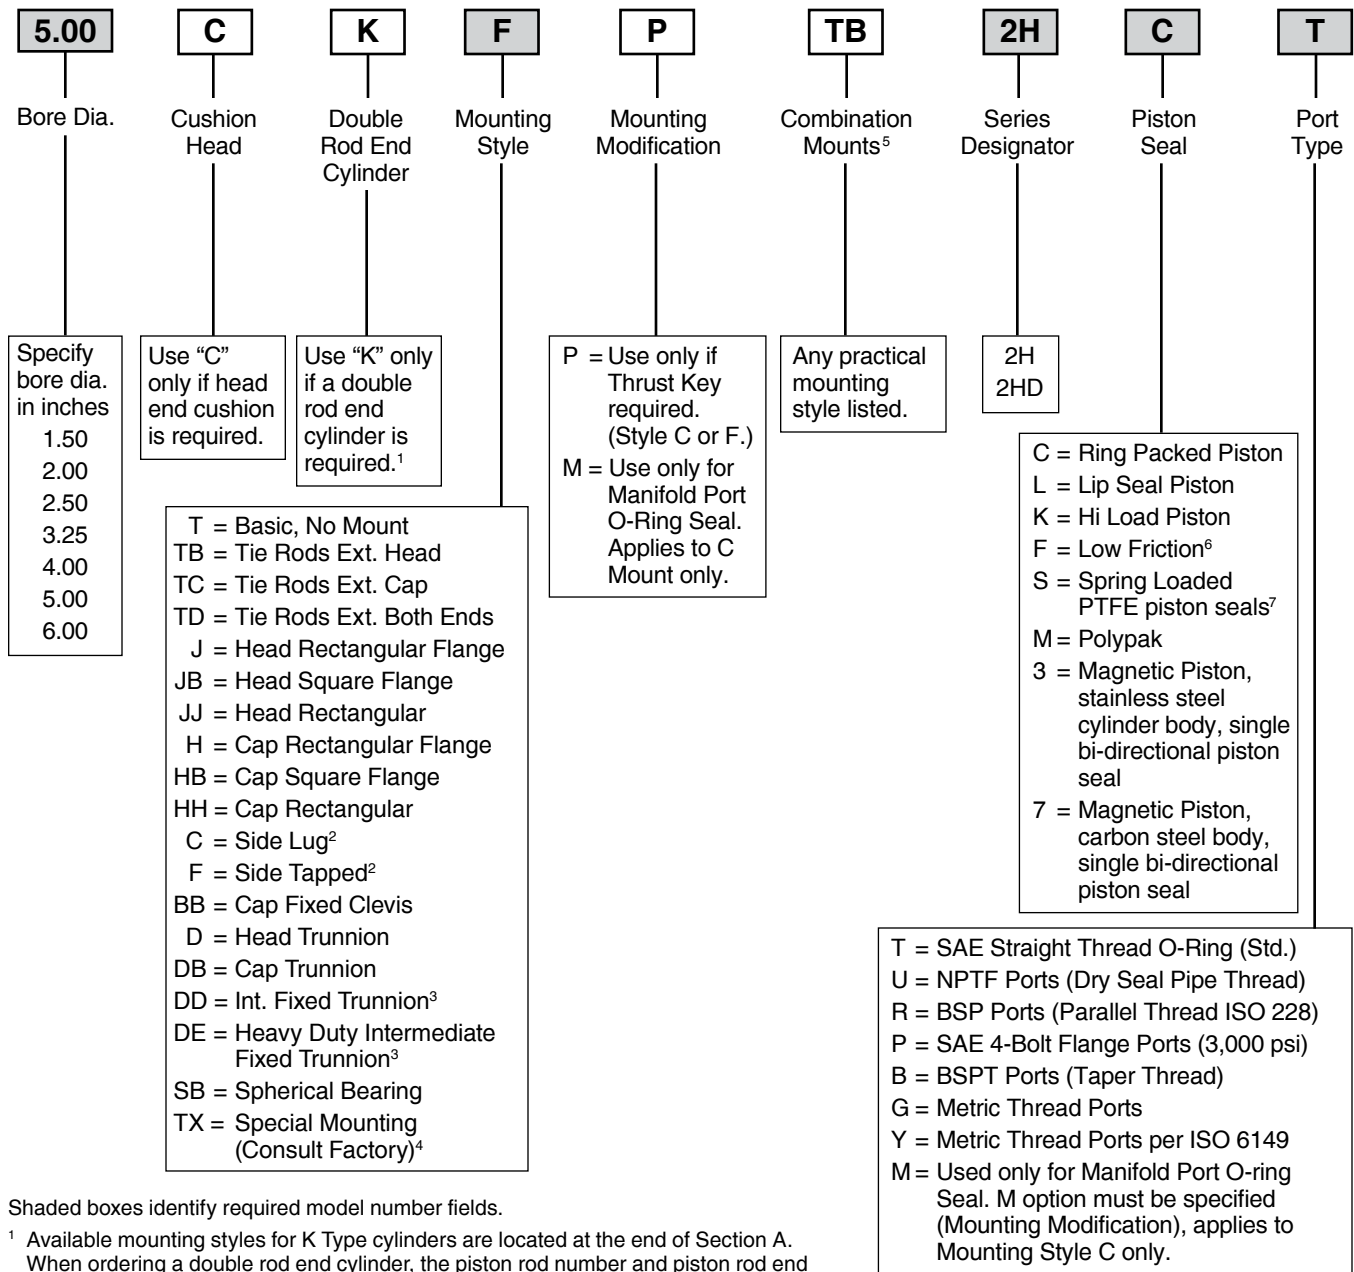 5.00 C K F P TB 2H C T
Bore Dia.
Cushion
Head
Double
Rod End
Cylinder
Mounting
Style
Mounting
Modification
Combination
Mounts⁵
Series
Designator
Piston
Seal
Port
Type
Specify
bore dia.
in inches
1.50
2.00
2.50
3.25
4.00
5.00
6.00
Use “C”
only if head
end cushion
is required.
Use “K” only
if a double
rod end
cylinder is
required.¹
T = Basic, No Mount
TB = Tie Rods Ext. Head
TC = Tie Rods Ext. Cap
TD = Tie Rods Ext. Both Ends
J = Head Rectangular Flange
JB = Head Square Flange
JJ = Head Rectangular
H = Cap Rectangular Flange
HB = Cap Square Flange
HH = Cap Rectangular
C = Side Lug²
F = Side Tapped²
BB = Cap Fixed Clevis
D = Head Trunnion
DB = Cap Trunnion
DD = Int. Fixed Trunnion³
DE = Heavy Duty Intermediate
Fixed Trunnion³
SB = Spherical Bearing
TX = Special Mounting
(Consult Factory)⁴
P = Use only if
Thrust Key
required.
(Style C or F.)
M = Use only for
Manifold Port
O-Ring Seal.
Applies to C
Mount only.
Any practical
mounting
style listed.
2H
2HD
C = Ring Packed Piston
L = Lip Seal Piston
K = Hi Load Piston
F = Low Friction⁶
S = Spring Loaded
PTFE piston seals⁷
M = Polypak
3 = Magnetic Piston,
stainless steel
cylinder body, single
bi-directional piston
seal
7 = Magnetic Piston,
carbon steel body,
single bi-directional
piston seal
T = SAE Straight Thread O-Ring (Std.)
U = NPTF Ports (Dry Seal Pipe Thread)
R = BSP Ports (Parallel Thread ISO 228)
P = SAE 4-Bolt Flange Ports (3,000 psi)
B = BSPT Ports (Taper Thread)
G = Metric Thread Ports
Y = Metric Thread Ports per ISO 6149
M = Used only for Manifold Port O-ring
Seal. M option must be specified
(Mounting Modification), applies to
Mounting Style C only.
Shaded boxes identify required model number fields.
¹ Available mounting styles for K Type cylinders are located at the end of Section A.
When ordering a double rod end cylinder, the piston rod number and piston rod end